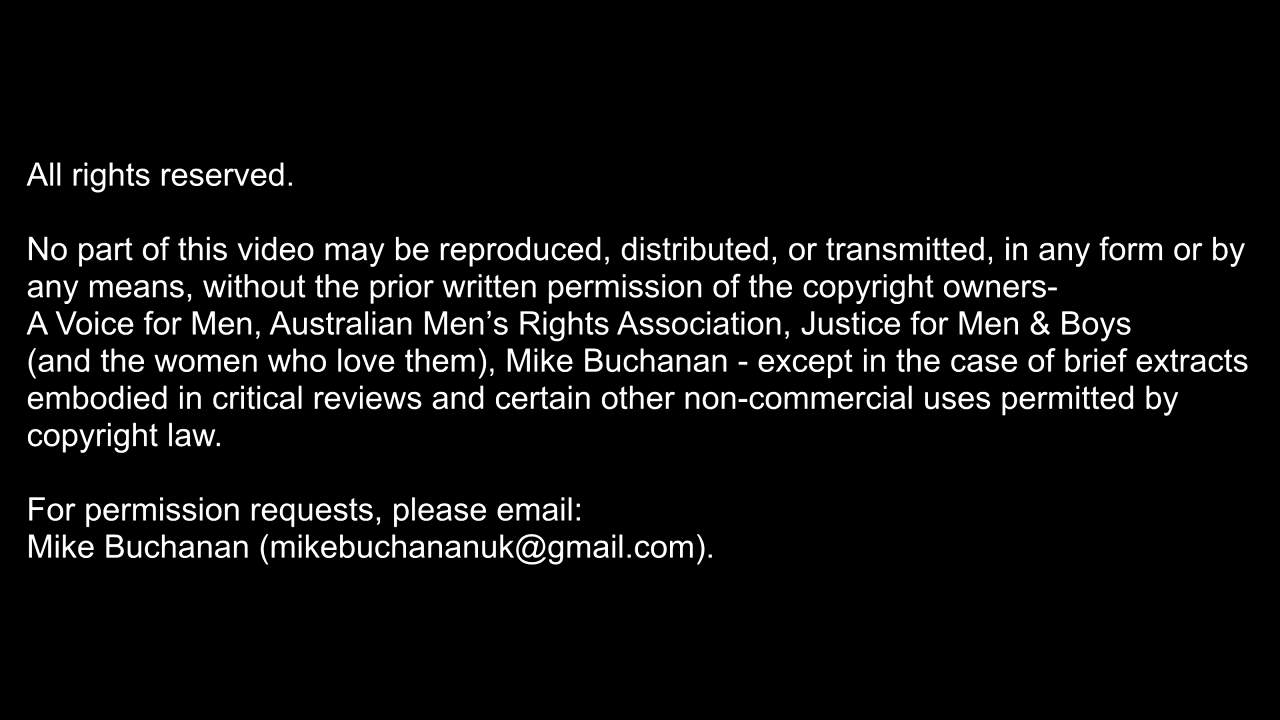 All rights reserved.
No part of this video may be reproduced, distributed, or transmitted, in any form or by
any means, without the prior written permission of the copyright owners-
A Voice for Men, Australian Men’s Rights Association, Justice for Men & Boys
(and the women who love them), Mike Buchanan - except in the case of brief extracts
embodied in critical reviews and certain other non-commercial uses permitted by
copyright law.
For permission requests, please email:
Mike Buchanan (mikebuchananuk@gmail.com).